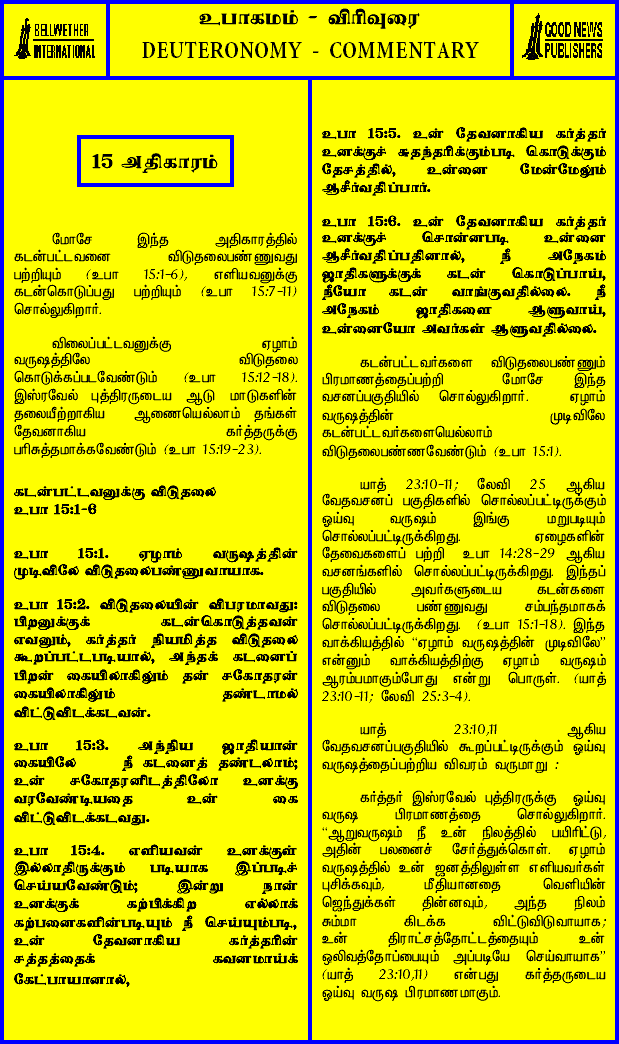 BELLWETHER
INTERNATIONAL
உபாகமம் - விரிவுரை
DEUTERONOMY - COMMENTARY
GOOD NEWS
PUBLISHERS
15 அதிகாரம்
மோசே இந்த அதிகாரத்தில்
கடன்பட்டவனை விடுதலைபண்ணுவது
பற்றியும் (உபா 15:1-6), எளியவனுக்கு
கடன்கொடுப்பது பற்றியும் (உபா 15:7-11)
சொல்லுகிறார்.
விலைப்பட்டவனுக்கு ஏழாம்
வருஷத்திலே விடுதலை
கொடுக்கப்படவேண்டும் (உபா 15:12-18).
இஸ்ரவேல் புத்திரருடைய ஆடு மாடுகளின்
தலையீற்றாகிய ஆணையெல்லாம் தங்கள்
தேவனாகிய கர்த்தருக்கு
பரிசுத்தமாக்கவேண்டும் (உபா 15:19-23).
கடன்பட்டவனுக்கு விடுதலை
உபா 15:1-6
உபா 15:1. ஏழாம் வருஷத்தின்
முடிவிலே விடுதலைபண்ணுவாயாக.
உபா 15:2. விடுதலையின் விபரமாவது:
பிறனுக்குக் கடன்கொடுத்தவன்
எவனும், கர்த்தர் நியமித்த விடுதலை
கூறப்பட்டபடியால், அந்தக் கடனைப்
பிறன் கையிலாகிலும் தன் சகோதரன்
கையிலாகிலும் தண்டாமல்
விட்டுவிடக்கடவன்.
உபா 15:3. அந்நிய ஜாதியான்
கையிலே நீ கடனைத் தண்டலாம்;
உன் சகோதரனிடத்திலோ உனக்கு
வரவேண்டியதை உன் கை
விட்டுவிடக்கடவது.
உபா 15:4. எளியவன் உனக்குள்
இல்லாதிருக்கும் படியாக இப்படிச்
செய்யவேண்டும்; இன்று நான்
உனக்குக் கற்பிக்கிற எல்லாக்
கற்பனைகளின்படியும் நீ செய்யும்படி,
உன் தேவனாகிய கர்த்தரின்
சத்தத்தைக் கவனமாய்க்
கேட்பாயானால்,
உபா 15:5. உன் தேவனாகிய கர்த்தர்
உனக்குச் சுதந்தரிக்கும்படி கொடுக்கும்
தேசத்தில், உன்னை மேன்மேலும்
ஆசீர்வதிப்பார்.
உபா 15:6. உன் தேவனாகிய கர்த்தர்
உனக்குச் சொன்னபடி உன்னை
ஆசீர்வதிப்பதினால், நீ அநேகம்
ஜாதிகளுக்குக் கடன் கொடுப்பாய்,
நீயோ கடன் வாங்குவதில்லை. நீ
அநேகம் ஜாதிகளை ஆளுவாய்,
உன்னையோ அவர்கள் ஆளுவதில்லை.
கடன்பட்டவர்களை விடுதலைபண்ணும்
பிரமாணத்தைப்பற்றி மோசே இந்த
வசனப்பகுதியில் சொல்லுகிறார். ஏழாம்
வருஷத்தின் முடிவிலே
கடன்பட்டவர்களையெல்லாம்
விடுதலைபண்ணவேண்டும் (உபா 15:1).
யாத் 23:10-11; லேவி 25 ஆகிய
வேதவசனப் பகுதிகளில் சொல்லப்பட்டிருக்கும்
ஓய்வு வருஷம் இங்கு மறுபடியும்
சொல்லப்பட்டிருக்கிறது. ஏழைகளின்
தேவைகளைப் பற்றி உபா 14:28-29 ஆகிய
வசனங்களில் சொல்லப்பட்டிருக்கிறது. இந்தப்
பகுதியில் அவர்களுடைய கடன்களை
விடுதலை பண்ணுவது சம்பந்தமாகச்
சொல்லப்பட்டிருக்கிறது. (உபா 15:1-18). இந்த
வாக்கியத்தில் "ஏழாம் வருஷத்தின் முடிவிலே"
என்னும் வாக்கியத்திற்கு ஏழாம் வருஷம்
ஆரம்பமாகும்போது என்று பொருள். (யாத்
23:10-11; லேவி 25:3-4).
யாத் 23:10,11 ஆகிய
வேதவசனப்பகுதியில் கூறப்பட்டிருக்கும் ஓய்வு
வருஷத்தைப்பற்றிய விவரம் வருமாறு :
கர்த்தர் இஸ்ரவேல் புத்திரருக்கு ஓய்வு
வருஷ பிரமாணத்தை சொல்லுகிறார்.
"ஆறுவருஷம் நீ உன் நிலத்தில் பயிரிட்டு,
அதின் பலனைச் சேர்த்துக்கொள். ஏழாம்
வருஷத்தில் உன் ஜனத்திலுள்ள எளியவர்கள்
புசிக்கவும், மீதியானதை வெளியின்
ஜெந்துக்கள் தின்னவும், அந்த நிலம்
சும்மா கிடக்க விட்டுவிடுவாயாக;
உன் திராட்சத்தோட்டத்தையும் உன்
ஒலிவத்தோப்பையும் அப்படியே செய்வாயாக"
(யாத் 23:10,11) என்பது கர்த்தருடைய
ஓய்வு வருஷ பிரமாணமாகும்.